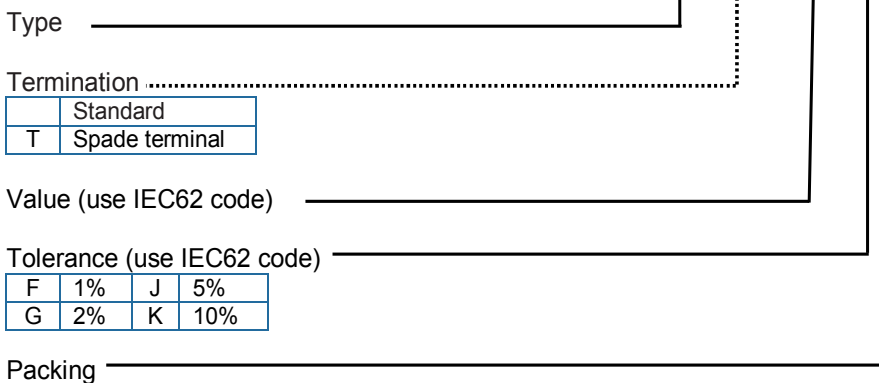 Type
Termination
Standard
T Spade terminal
Value (use IEC62 code)
Tolerance (use IEC62 code)
F 1% J 5%
G 2% K 10%
Packing